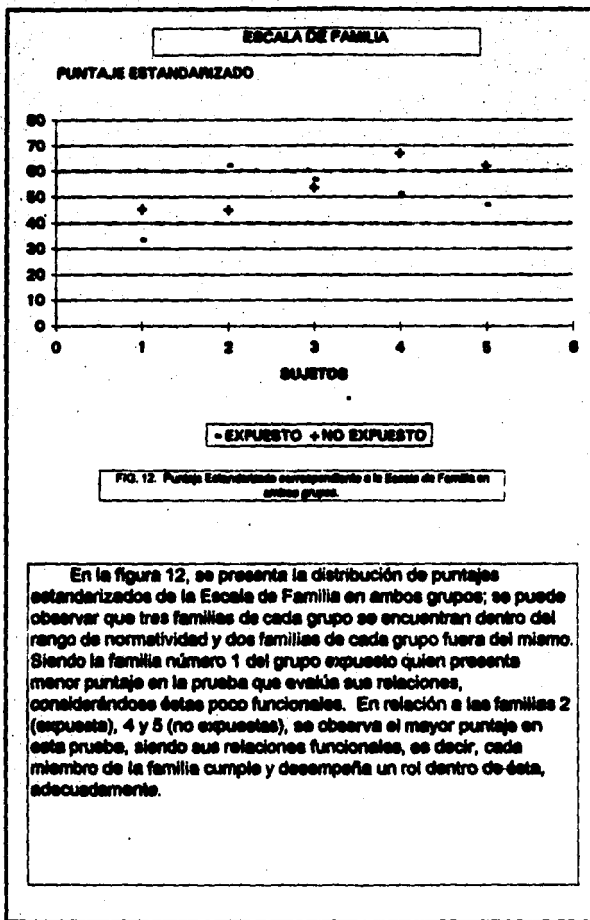 ESCALA DE FAMILIA
PUNTAJE ESTANDARIZADO
80
70
60
50
40
30
20
10
0
0 1 2 3 4 5 6
SUJETOS
- EXPUESTO + NO EXPUESTO
FIG. 12. Puntaje Estandarizado correspondiente a la Escala de Familia en
ambos grupos.
En la figura 12, se presenta la distribución de puntajes
estandarizados de la Escala de Familia en ambos grupos; se puede
observar que tres familias de cada grupo se encuentran dentro del
rango de normatividad y dos familias de cada grupo fuera del mismo.
Siendo la familia número 1 del grupo expuesto quien presenta
menor puntaje en la prueba que evalúa sus relaciones,
considerándose éstas poco funcionales. En relación a las familias 2
(expuesta), 4 y 5 (no expuestas), se observa el mayor puntaje en
esta prueba, siendo sus relaciones funcionales, es decir, cada
miembro de la familia cumple y desempeña un rol dentro de ésta,
adecuadamente.